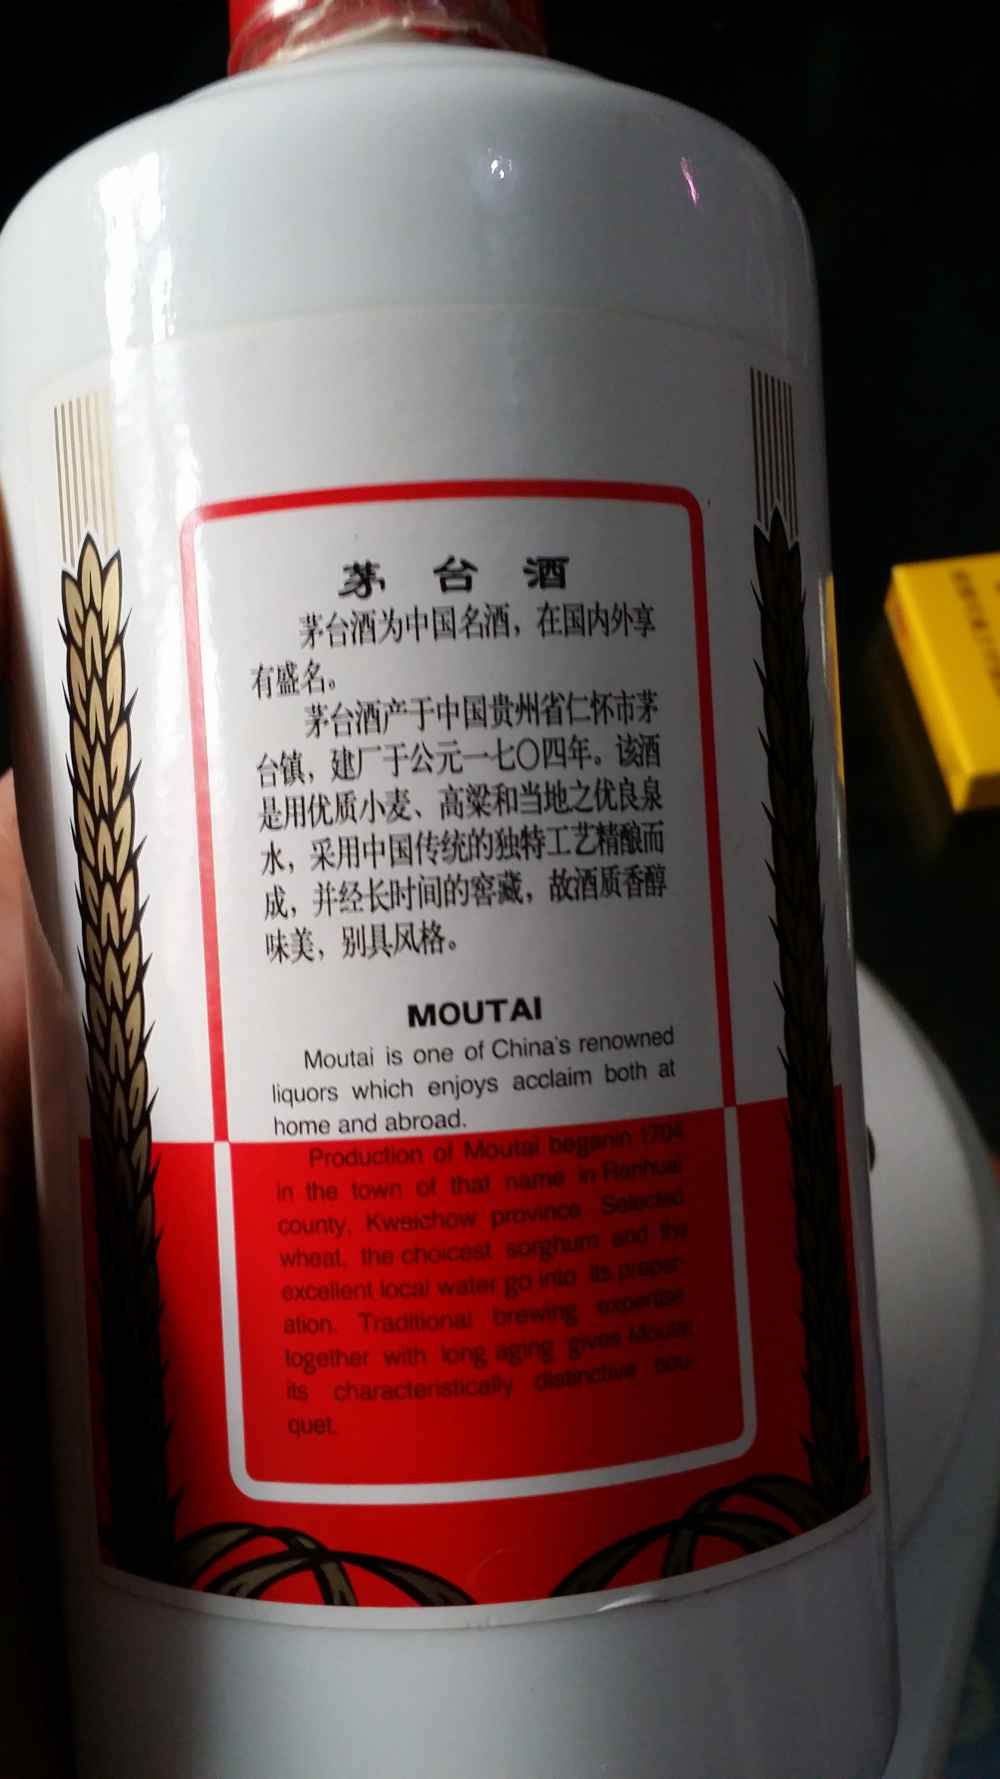 茅台酒
茅台酒为中国名酒，在国内外享
有盛名。
茅台酒产于中国贵州省仁怀市茅
台镇，建厂于公元一七〇四年。该酒
是用优质小麦、高粱和当地之优良泉
水，采用中国传统的独特工艺精酿而
成，并经长时间的窖藏，故酒质香醇
味美，别具风格。
MOUTAI
Moutai is one of China's renowned
liquors which enjoys acclaim both at
home and abroad.
Production of Moutai beganin 1704
in the town of that name in Renhuai
county, Kweichow province. Selected
wheat, the choicest sorghum and the
excellent local water go into its prepar-
ation. Traditional brewing expertise
together with long aging gives Moutai
its characteristically distinctive bou-
quet.